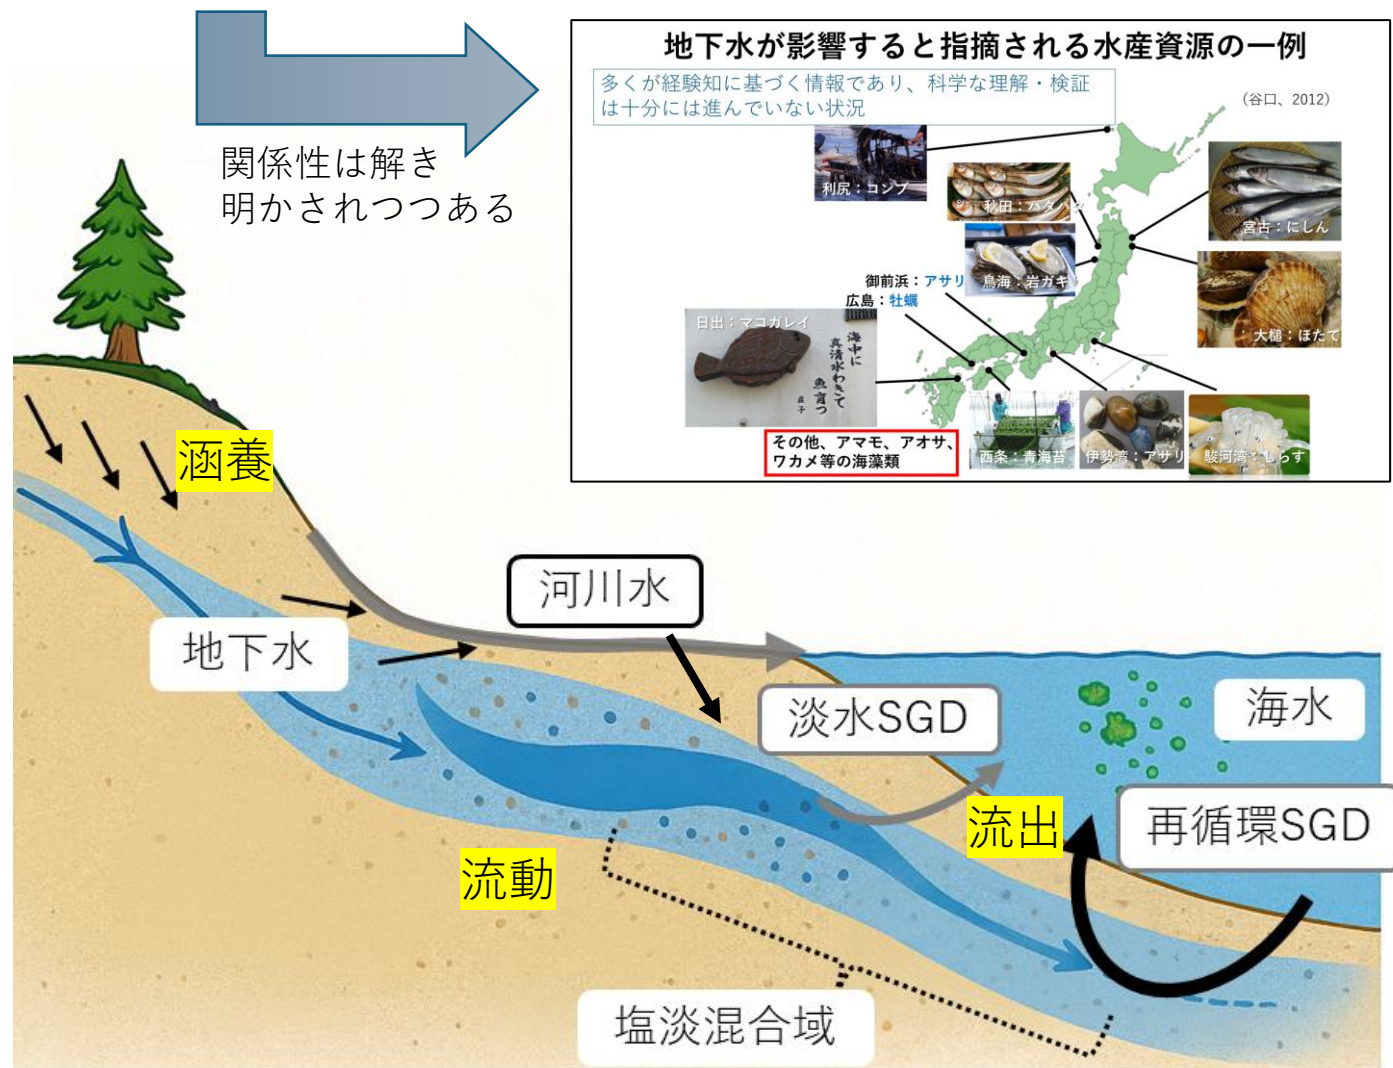 地下水が影響すると指摘される水産資源の一例
多くが経験知に基づく情報であり、科学な理解・検証
は十分には進んでいない状況
(谷口、2012)
関係性は解き
明かされつつある
利尻：コンブ
秋田：ハタハタ
宮古：にしん
鳥海：岩ガキ
御前浜：アサリ
広島：牡蠣
大槌：ほたて
日出：マコガレイ
海中に
真清水わきて
魚育つ
直子
その他、アマモ、アオサ、
ワカメ等の海藻類
西条：青海苔
伊勢湾：アサリ
駿河湾：しらす
涵養
河川水
地下水
淡水SGD
海水
流出
再循環SGD
流動
塩淡混合域